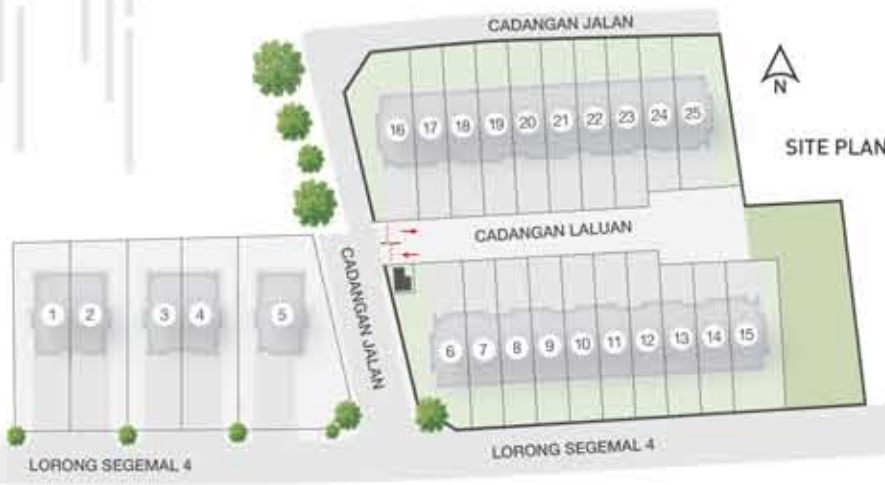 CADANGAN JALAN
N
SITE PLAN
16 17 18 19 20 21 22 23 24 25
CADANGAN LALUAN
CADANGAN JALAN
1 2 3 4 5
6 7 8 9 10 11 12 13 14 15
LORONG SEGEMAL 4
LORONG SEGEMAL 4